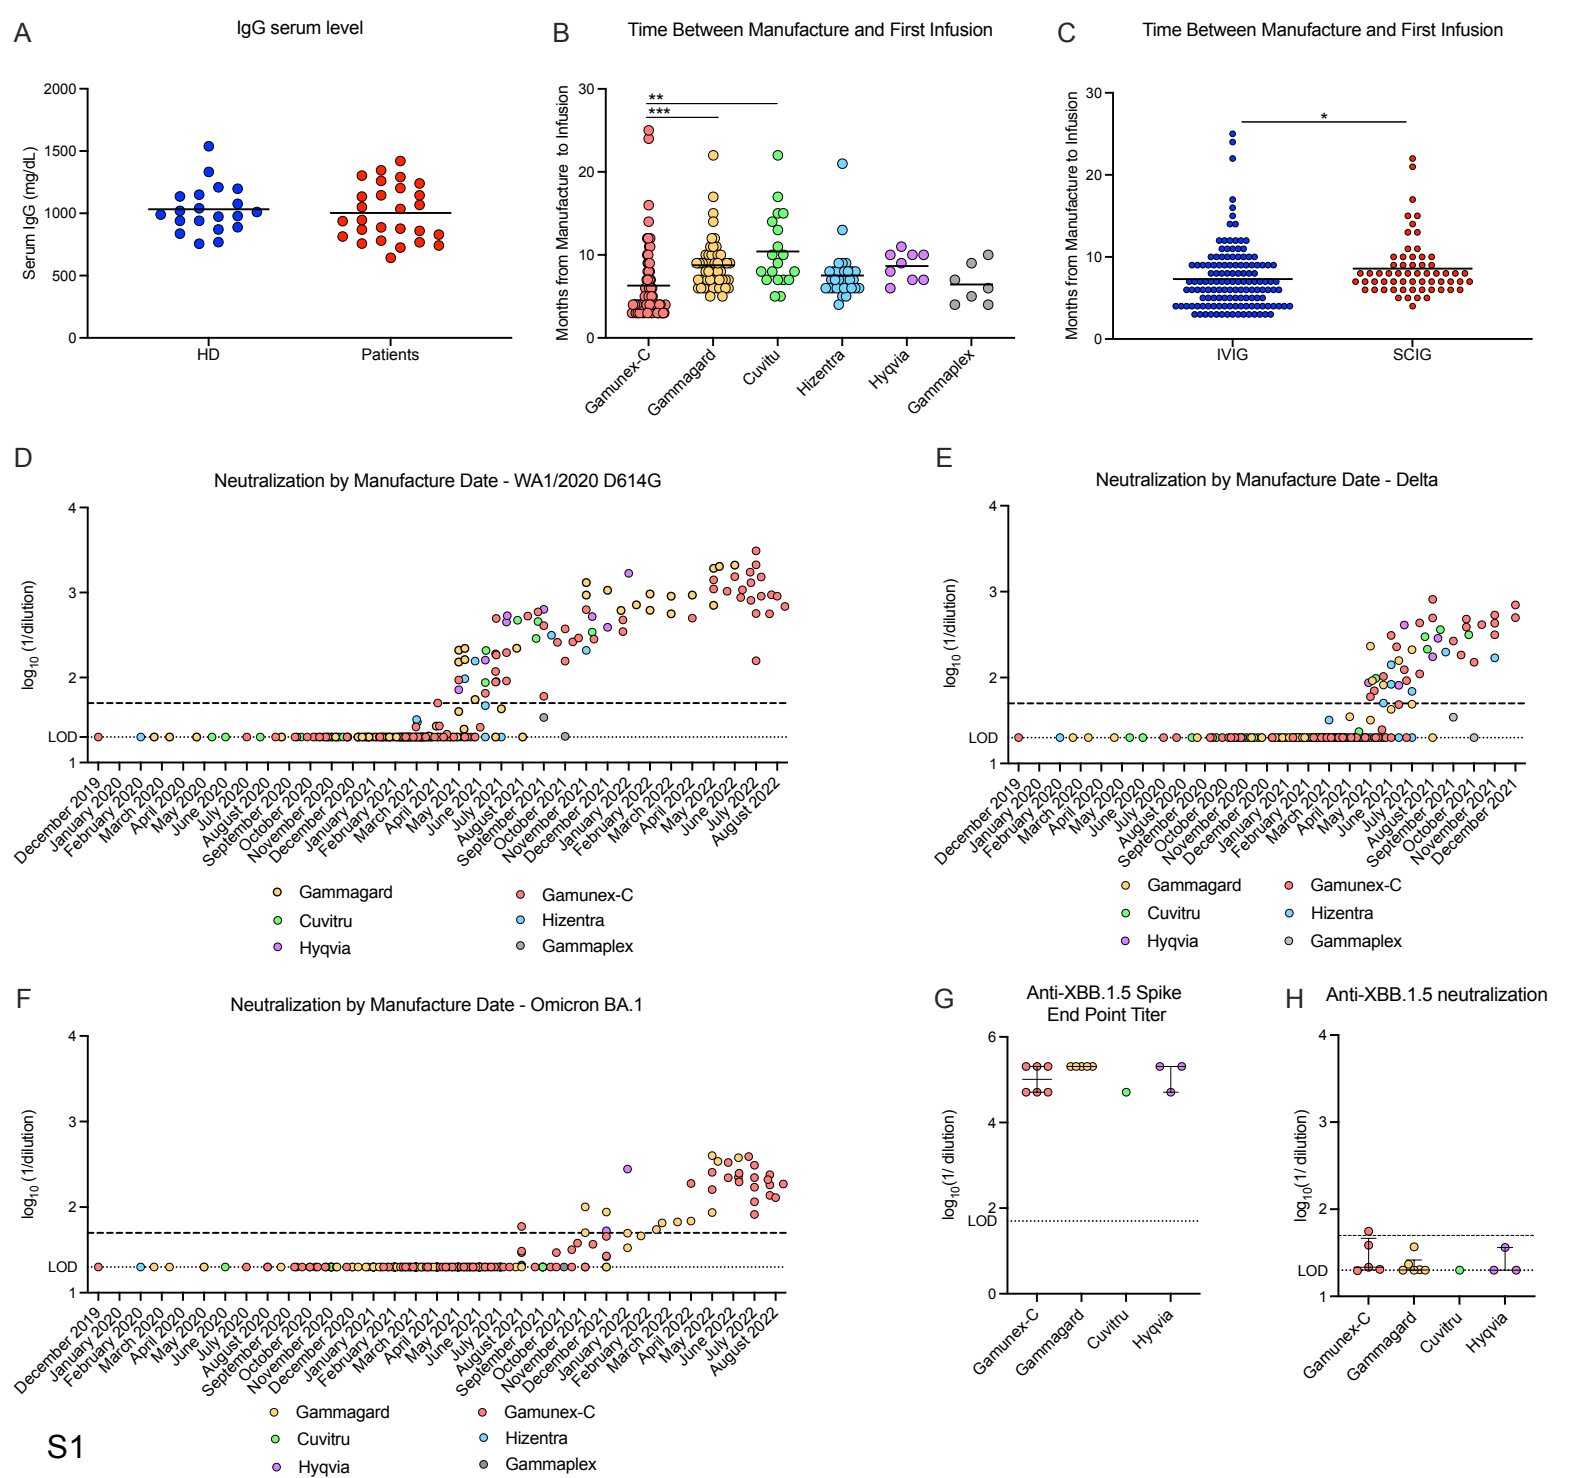 A
IgG serum level
Serum IgG (mg/dL)
2000
1500
1000
500
0
HD
Patients
B
Time Between Manufacture and First Infusion
Months from Manufacture to Infusion
30
20
10
0
**
***
Gamunex-C
Gammagard
Cuvitu
Hizentra
Hyqvia
Gammaplex
C
Time Between Manufacture and First Infusion
Months from Manufacture to Infusion
30
20
10
0
*
IVIG
SCIG
D
Neutralization by Manufacture Date - WA1/2020 D614G
log10 (1/dilution)
4
3
2
LOD
1
December 2019
January 2020
February 2020
March 2020
April 2020
May 2020
June 2020
July 2020
August 2020
September 2020
October 2020
November 2020
December 2020
January 2021
February 2021
March 2021
April 2021
May 2021
June 2021
July 2021
August 2021
September 2021
October 2021
November 2021
December 2021
January 2022
February 2022
March 2022
April 2022
May 2022
June 2022
July 2022
August 2022
Gammagard
Gamunex-C
Cuvitru
Hizentra
Hyqvia
Gammaplex
E
Neutralization by Manufacture Date - Delta
log10 (1/dilution)
4
3
2
LOD
1
December 2019
January 2020
February 2020
March 2020
April 2020
May 2020
June 2020
July 2020
August 2020
September 2020
October 2020
November 2020
December 2020
January 2021
February 2021
March 2021
April 2021
May 2021
June 2021
July 2021
August 2021
September 2021
October 2021
November 2021
December 2021
Gammagard
Gamunex-C
Cuvitru
Hizentra
Hyqvia
Gammaplex
F
Neutralization by Manufacture Date - Omicron BA.1
log10 (1/dilution)
4
3
2
LOD
1
December 2019
January 2020
February 2020
March 2020
April 2020
May 2020
June 2020
July 2020
August 2020
September 2020
October 2020
November 2020
December 2020
January 2021
February 2021
March 2021
April 2021
May 2021
June 2021
July 2021
August 2021
September 2021
October 2021
November 2021
December 2021
January 2022
February 2022
March 2022
April 2022
May 2022
June 2022
July 2022
August 2022
Gammagard
Gamunex-C
Cuvitru
Hizentra
Hyqvia
Gammaplex
G
Anti-XBB.1.5 Spike
End Point Titer
log10(1/ dilution)
6
4
2
LOD
0
Gamunex-C
Gammagard
Cuvitru
Hyqvia
H
Anti-XBB.1.5 neutralization
log10(1/ dilution)
4
3
2
LOD
1
Gamunex-C
Gammagard
Cuvitru
Hyqvia
S1